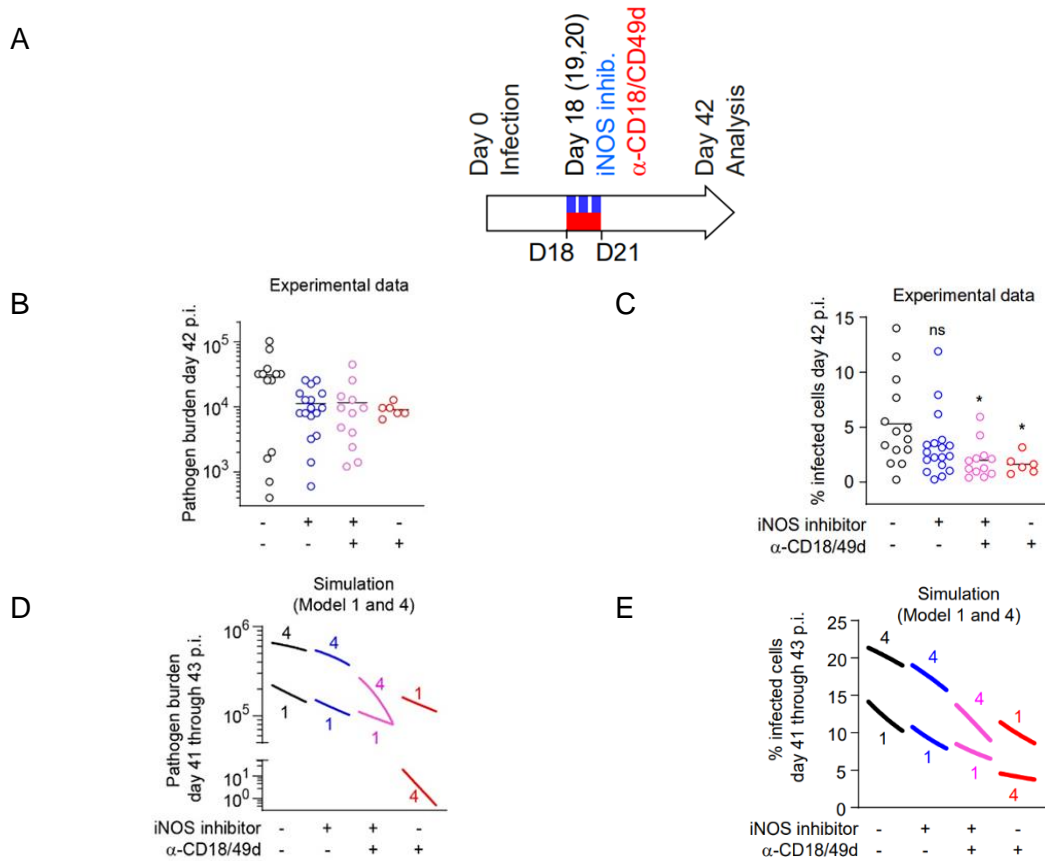 A
Day 0
Infection
Day 18 (19,20)
iNOS inhib.
α-CD18/CD49d
Day 42
Analysis
D18
D21
B
Experimental data
Pathogen burden day 42 p.i.
10^5
10^4
10^3
iNOS inhibitor - + + -
α-CD18/49d - - + +
C
Experimental data
% infected cells day 42 p.i.
15
10
5
0
ns
*
*
iNOS inhibitor - + + -
α-CD18/49d - - + +
D
Simulation
(Model 1 and 4)
Pathogen burden
day 41 through 43 p.i.
10^6
10^5
10^1
10^0
4
1
4
1
4
1
1
4
iNOS inhibitor - + + -
α-CD18/49d - - + +
E
Simulation
(Model 1 and 4)
% infected cells
day 41 through 43 p.i.
25
20
15
10
5
0
4
1
4
1
4
1
1
4
iNOS inhibitor - + + -
α-CD18/49d - - + +